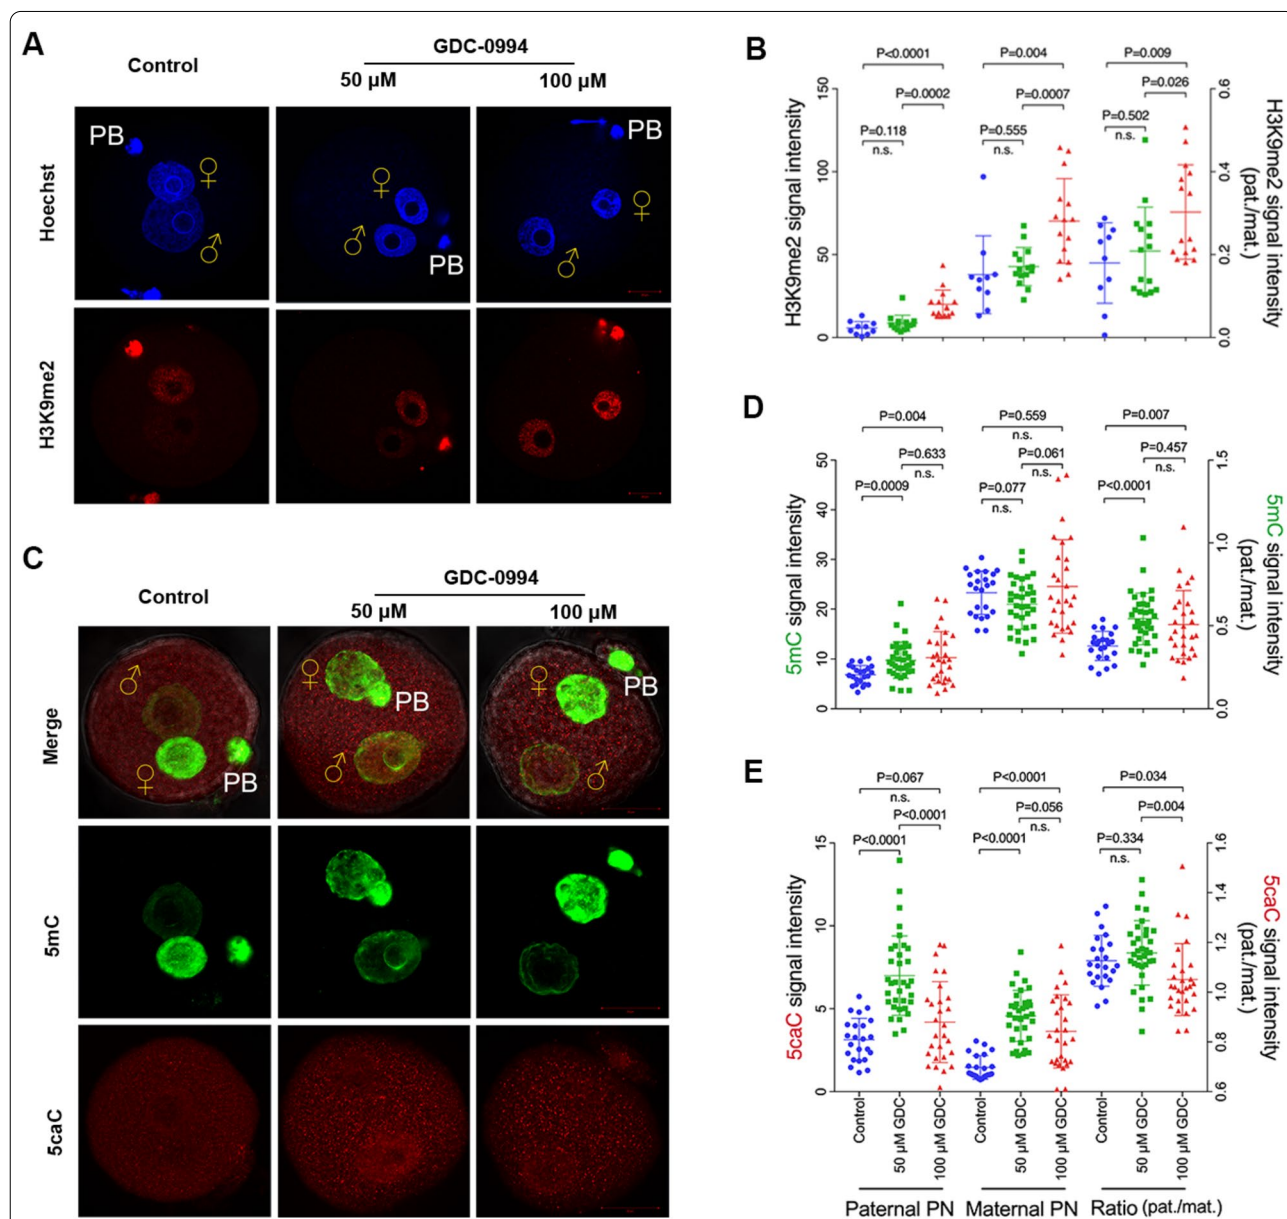 A
GDC-0994
Control
50 µM
100 µM
Hoechst
PB
♀
♂
♀
♂
PB
PB
♀
♂
H3K9me2
B
P<0.0001
P=0.004
P=0.009
P=0.0002
P=0.0007
P=0.026
P=0.118
n.s.
P=0.555
n.s.
P=0.502
n.s.
H3K9me2 signal intensity
150
100
50
0
0.6
0.4
0.2
0.0
H3K9me2 signal intensity
(pat./mat.)
C
GDC-0994
Control
50 µM
100 µM
Merge
♂
♀
PB
♀
PB
♂
♀
PB
♂
5mC
5caC
D
P=0.004
P=0.559
n.s.
P=0.007
P=0.633
n.s.
P=0.061
n.s.
P=0.457
n.s.
P=0.0009
P=0.077
n.s.
P<0.0001
5mC signal intensity
50
40
30
20
10
0
1.5
1.0
0.5
0.0
5mC signal intensity
(pat./mat.)
E
P=0.067
n.s.
P<0.0001
P=0.034
P<0.0001
P=0.056
n.s.
P=0.004
P<0.0001
P<0.0001
P=0.334
n.s.
5caC signal intensity
15
10
5
0
1.6
1.4
1.2
1.0
0.8
0.6
5caC signal intensity
(pat./mat.)
Control
50 µM GDC
100 µM GDC
Control
50 µM GDC
100 µM GDC
Control
50 µM GDC
100 µM GDC
Paternal PN
Maternal PN
Ratio (pat./mat.)